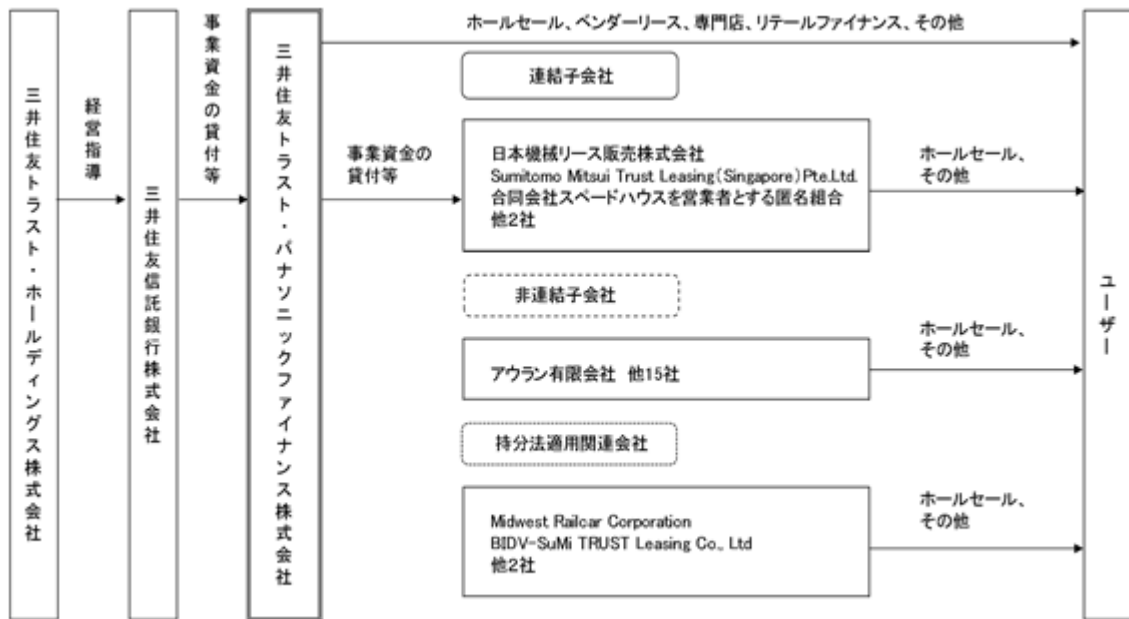 三井住友トラスト・ホールディングス株式会社
経営指導
三井住友信託銀行株式会社
事業資金の貸付等
三井住友トラスト・パナソニックファイナンス株式会社
ホールセール、ベンダーリース、専門店、リテールファイナンス、その他
連結子会社
事業資金の
貸付等
日本機械リース販売株式会社
Sumitomo Mitsui Trust Leasing(Singapore)Pte.Ltd.
合同会社スペードハウスを営業者とする匿名組合
他2社
ホールセール、
その他
非連結子会社
アウラン有限会社 他15社
ホールセール、
その他
持分法適用関連会社
Midwest Railcar Corporation
BIDV-SuMi TRUST Leasing Co., Ltd
他2社
ホールセール、
その他
ユーザー